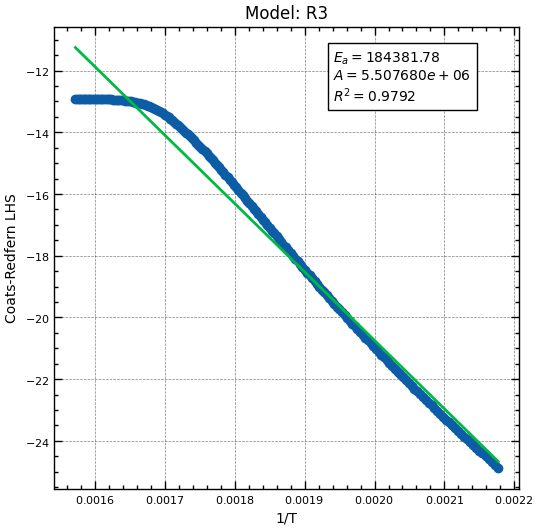 Model: R3
E_a = 184381.78
A = 5.507680e + 06
R² = 0.9792
Coats-Redfern LHS
−12
−14
−16
−18
−20
−22
−24
0.0016 0.0017 0.0018 0.0019 0.0020 0.0021 0.0022
1/T